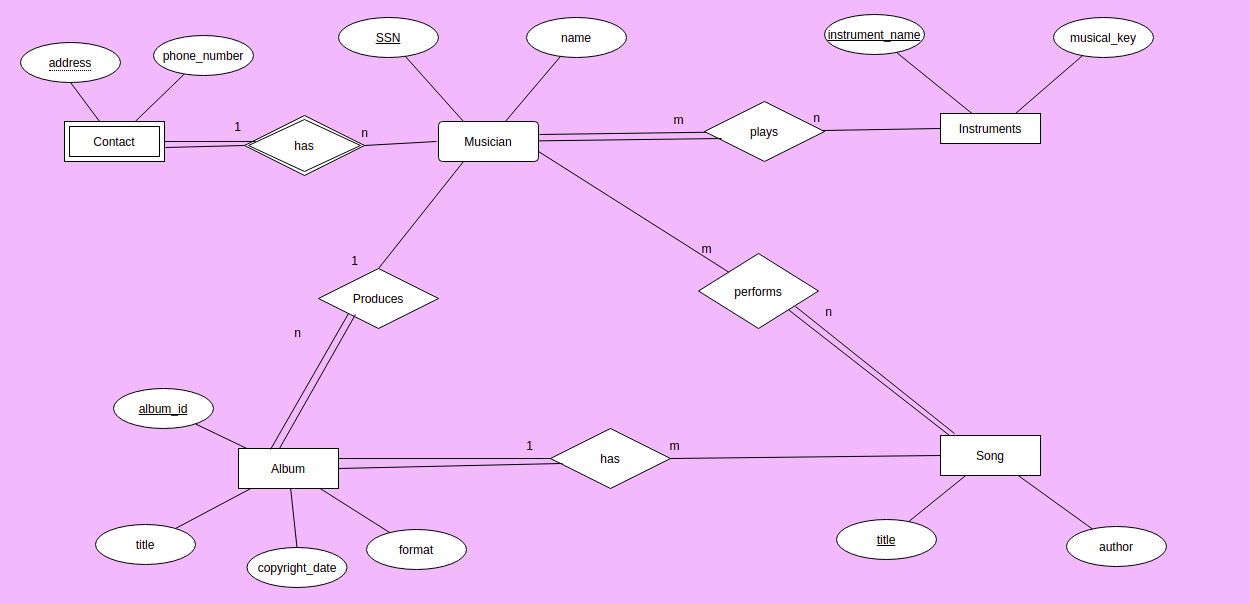 SSN
name
instrument_name
musical_key
address
phone_number
1
n
m
n
Contact
has
Musician
plays
Instruments
1
m
Produces
performs
n
n
album_id
1
m
Album
has
Song
title
copyright_date
format
title
author